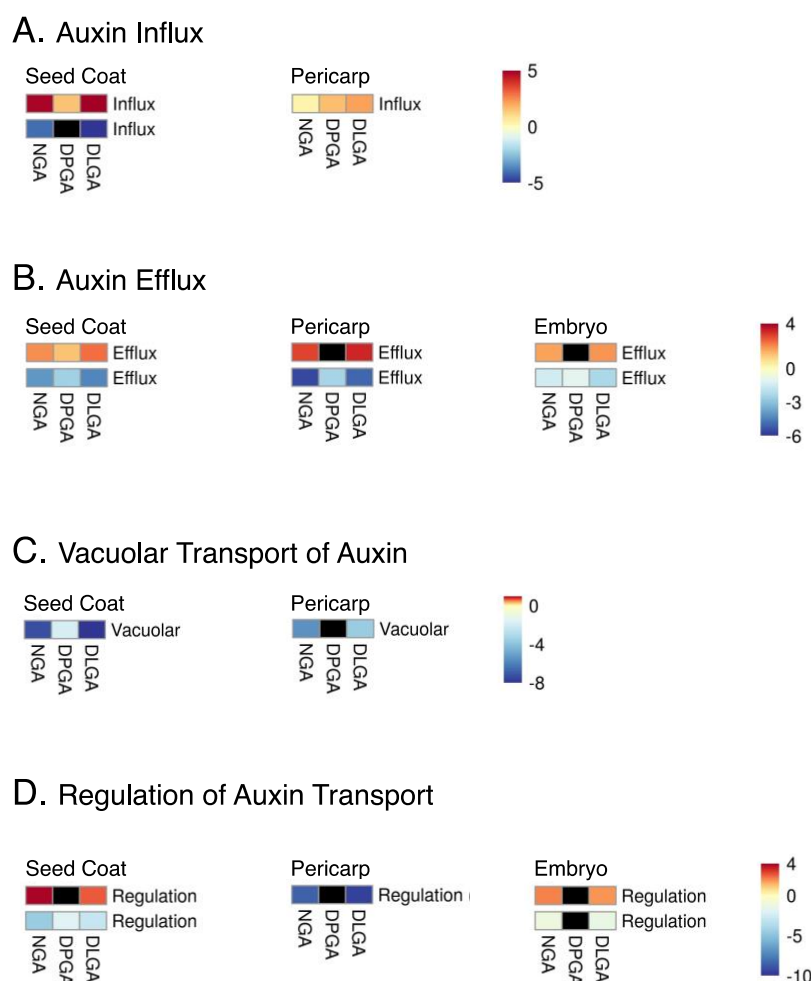 A. Auxin Influx
Seed Coat
Pericarp
Influx
Influx
NGA DPGA DLGA
Influx
NGA DPGA DLGA
5
0
-5
B. Auxin Efflux
Seed Coat
Pericarp
Embryo
Efflux
Efflux
NGA DPGA DLGA
Efflux
Efflux
NGA DPGA DLGA
Efflux
Efflux
NGA DPGA DLGA
4
0
-3
-6
C. Vacuolar Transport of Auxin
Seed Coat
Pericarp
Vacuolar
NGA DPGA DLGA
Vacuolar
NGA DPGA DLGA
0
-4
-8
D. Regulation of Auxin Transport
Seed Coat
Pericarp
Embryo
Regulation
Regulation
NGA DPGA DLGA
Regulation
Regulation
Regulation
NGA DPGA DLGA
4
0
-5
-10